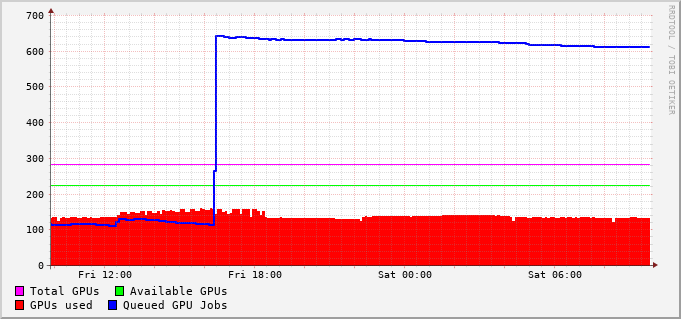 700
600
500
400
300
200
100
0
Fri 12:00 Fri 18:00 Sat 00:00 Sat 06:00
Total GPUs Available GPUs
GPUs used Queued GPU Jobs
RRDTOOL / TOBI OETIKER